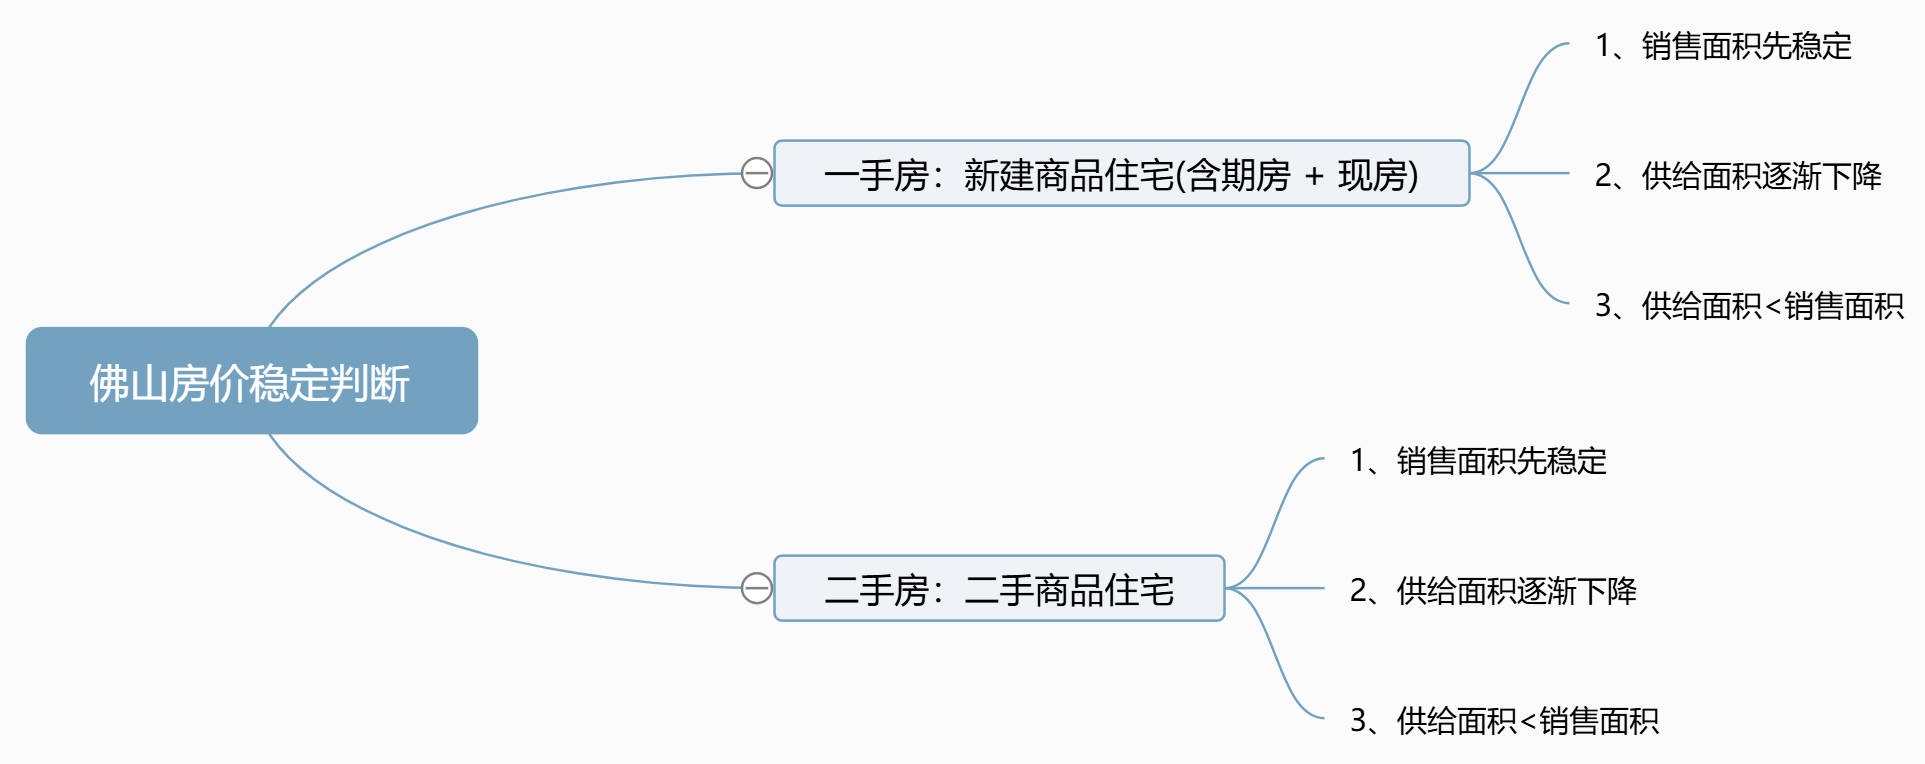 佛山房价稳定判断
一手房：新建商品住宅(含期房 + 现房)
1、销售面积先稳定
2、供给面积逐渐下降
3、供给面积<销售面积
二手房：二手商品住宅
1、销售面积先稳定
2、供给面积逐渐下降
3、供给面积<销售面积